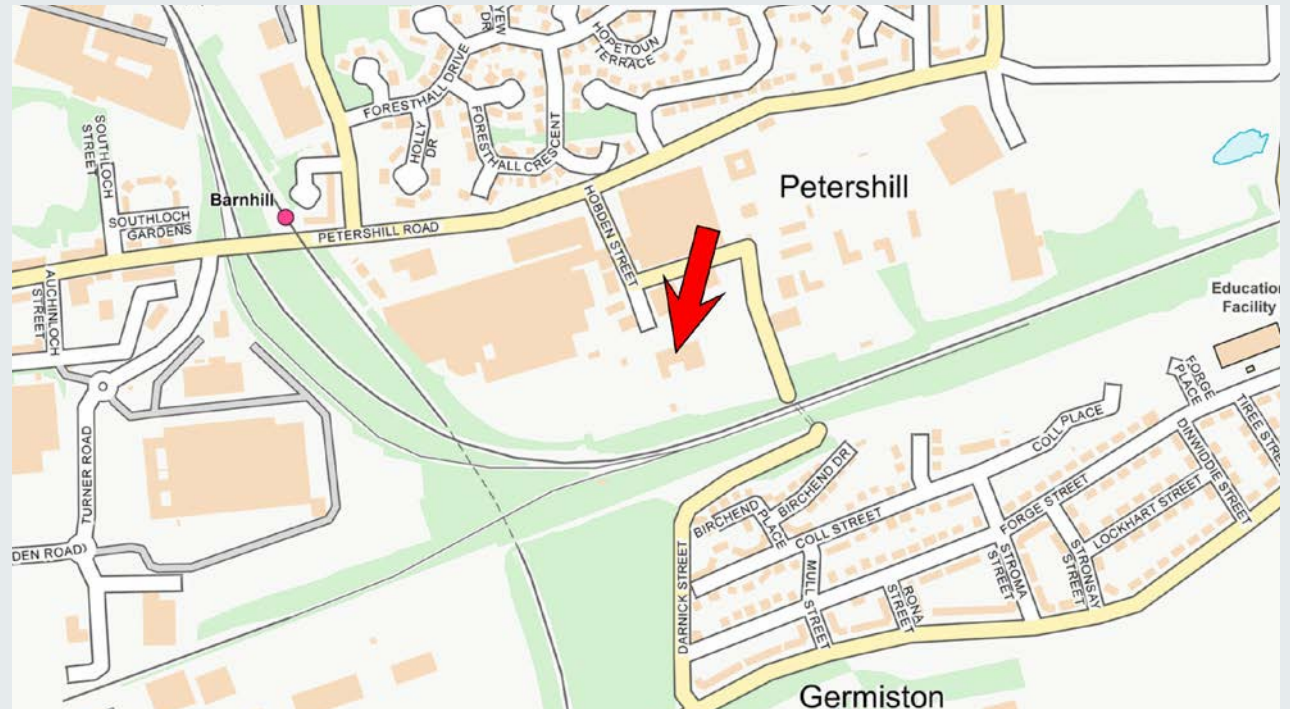 YEW
DR
HOPETOUN
TERRACE
FORESTHALL DRIVE
HOLLY
DR
FORESTHALL CRESCENT
SOUTHLOCH
STREET
SOUTHLOCH
GARDENS
Barnhill
PETERSHILL ROAD
HOBDEN STREET
Petershill
AUCHINLOCH
STREET
Education
Facility
TURNER ROAD
DEN ROAD)
FORGE
PLACE
TIREE STREET
DINWIDDIE STREET
COLL PLACE
BIRCHEND DR
BIRCHEND
PLACE
COLL STREET
FORGE STREET
LOCKHART STREET
STRONSAY
STREET
STROMA
STREET
RONA
STREET
MULL STREET
DARNICK STREET
Germiston